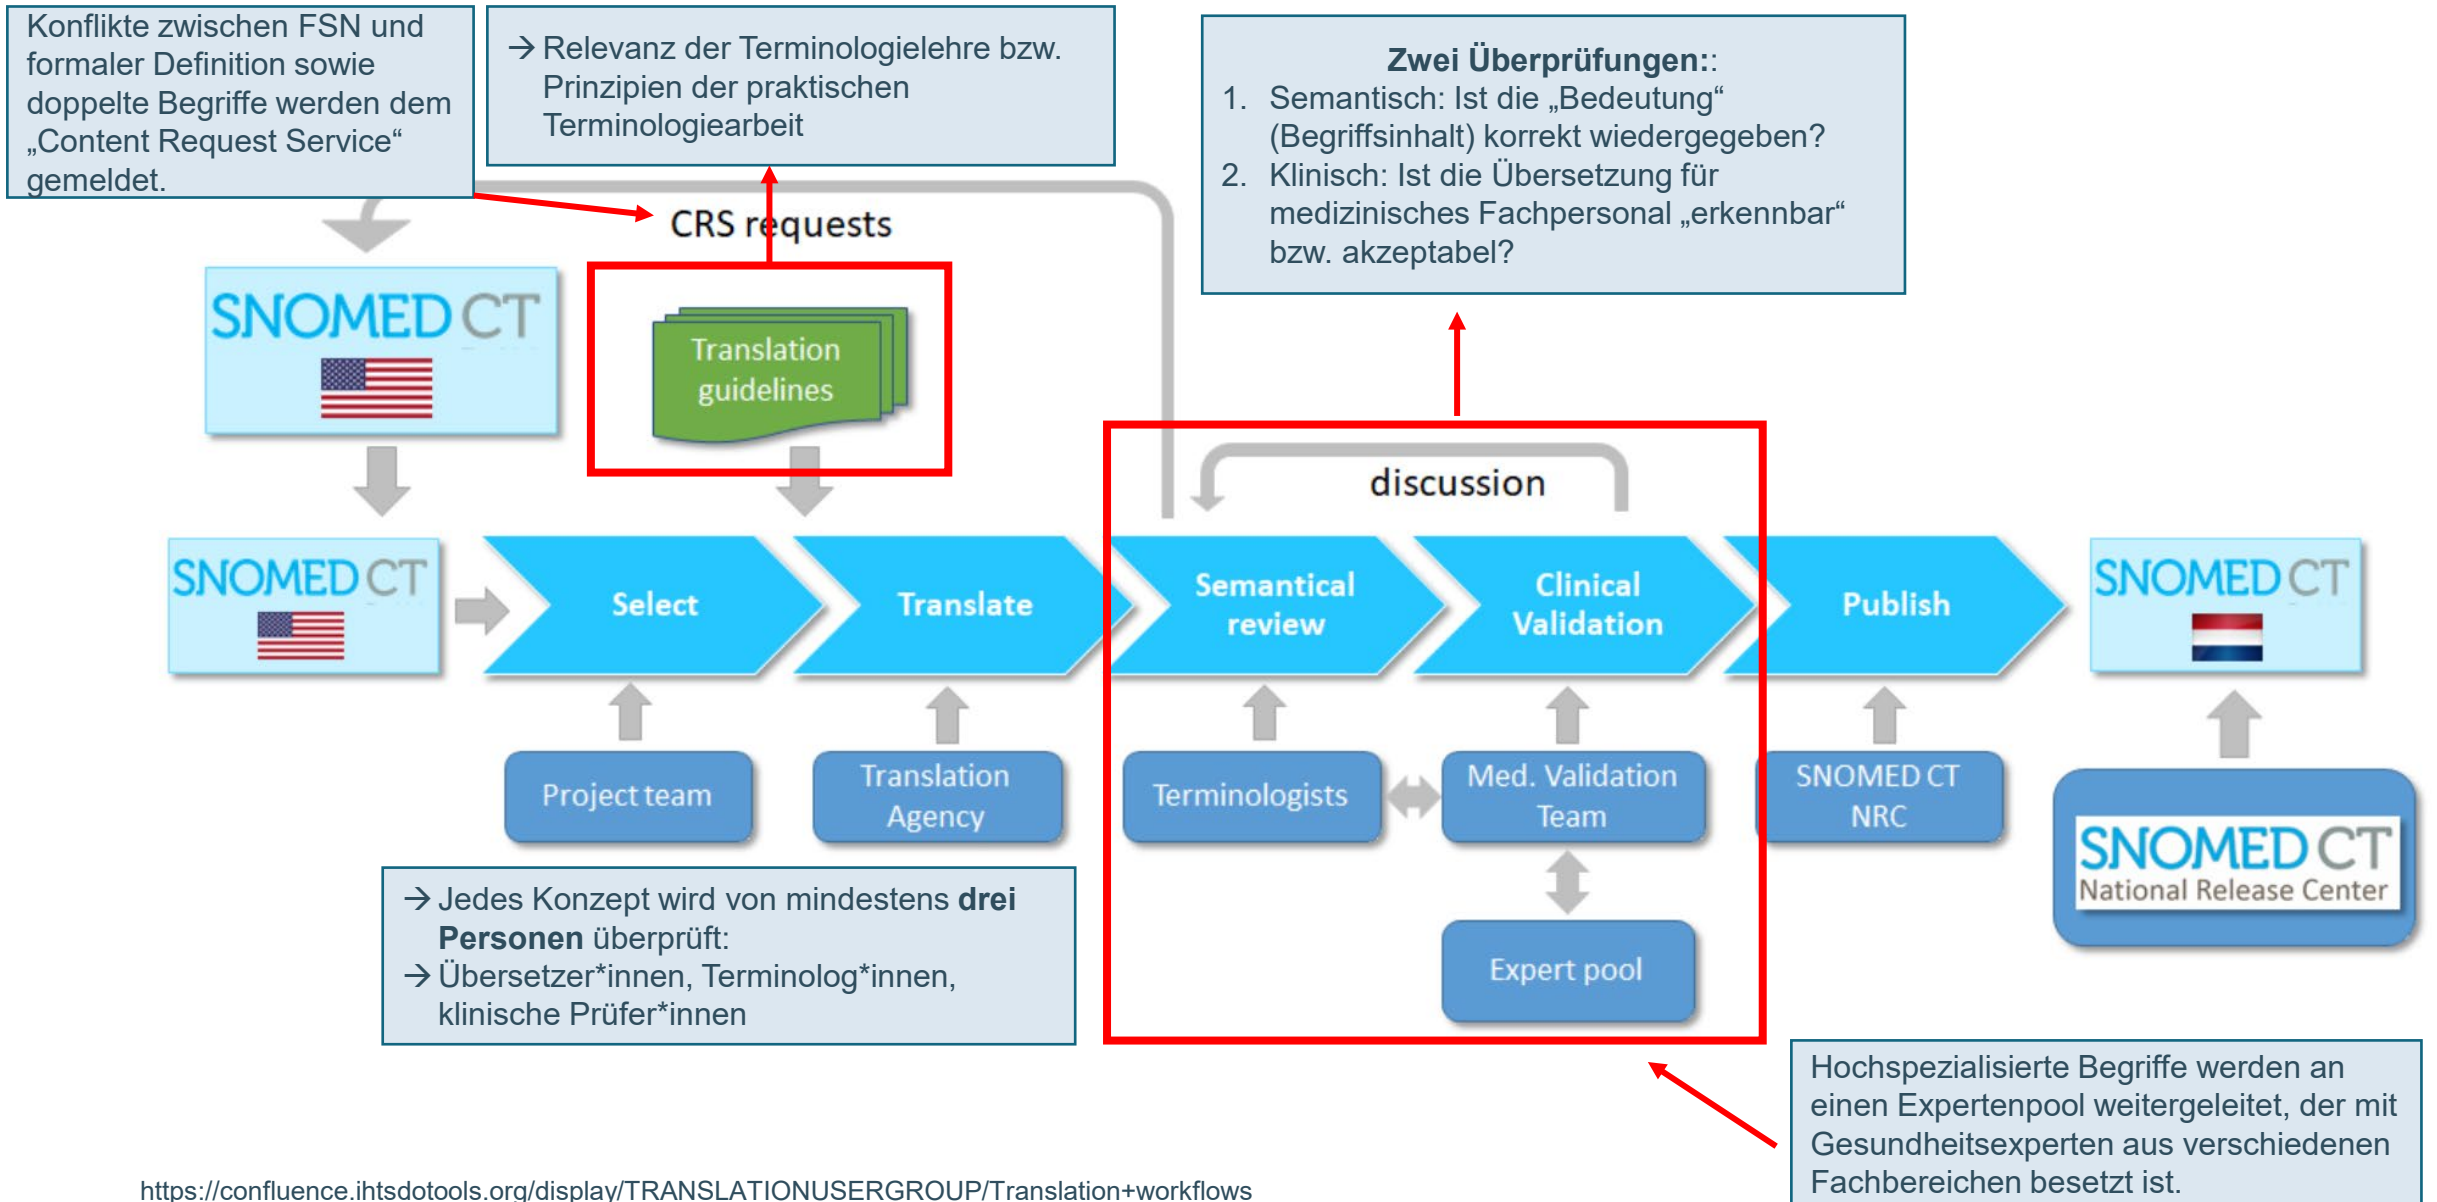 Konflikte zwischen FSN und
formaler Definition sowie
doppelte Begriffe werden dem
„Content Request Service“
gemeldet.
→ Relevanz der Terminologielehre bzw.
Prinzipien der praktischen
Terminologiearbeit
Zwei Überprüfungen::
1. Semantisch: Ist die „Bedeutung“
(Begriffsinhalt) korrekt wiedergegeben?
2. Klinisch: Ist die Übersetzung für
medizinisches Fachpersonal „erkennbar“
bzw. akzeptabel?
CRS requests
SNOMED CT
Translation
guidelines
discussion
SNOMED CT
Select
Translate
Semantical
review
Clinical
Validation
Publish
SNOMED CT
Project team
Translation
Agency
Terminologists
Med. Validation
Team
SNOMED CT
NRC
SNOMED CT
National Release Center
Expert pool
→ Jedes Konzept wird von mindestens drei
Personen überprüft:
→ Übersetzer*innen, Terminolog*innen,
klinische Prüfer*innen
Hochspezialisierte Begriffe werden an
einen Expertenpool weitergeleitet, der mit
Gesundheitsexperten aus verschiedenen
Fachbereichen besetzt ist.
https://confluence.ihtsdotools.org/display/TRANSLATIONUSERGROUP/Translation+workflows